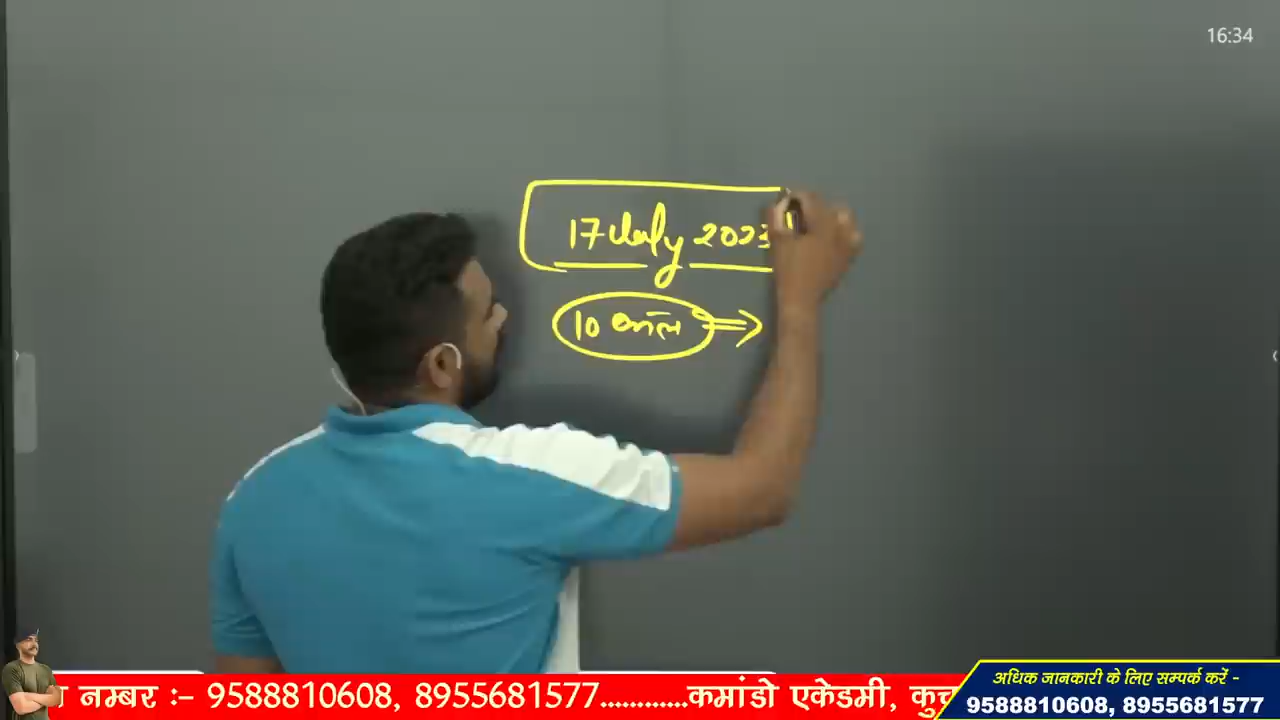 16:34
17 July 2023
10 कॉल
नम्बर :- 9588810608, 8955681577............कमांडो एकेडमी,
अधिक जानकारी के लिए सम्पर्क करें -
9588810608, 8955681577